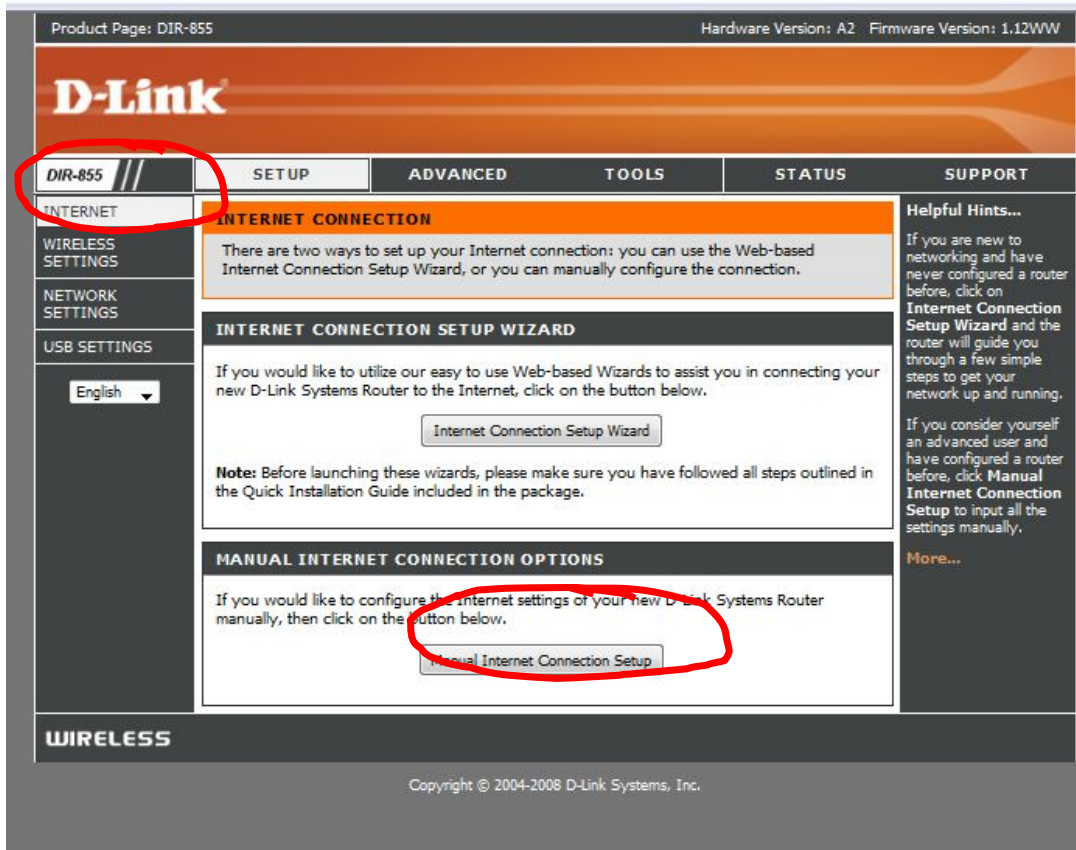 Product Page: DIR-855 Hardware Version: A2 Firmware Version: 1.12WW
D-Link
DIR-855 SETUP ADVANCED TOOLS STATUS SUPPORT
INTERNET
WIRELESS
SETTINGS
NETWORK
SETTINGS
USB SETTINGS
English
INTERNET CONNECTION
There are two ways to set up your Internet connection: you can use the Web-based
Internet Connection Setup Wizard, or you can manually configure the connection.
INTERNET CONNECTION SETUP WIZARD
If you would like to utilize our easy to use Web-based Wizards to assist you in connecting your
new D-Link Systems Router to the Internet, click on the button below.
Internet Connection Setup Wizard
Note: Before launching these wizards, please make sure you have followed all steps outlined in
the Quick Installation Guide included in the package.
MANUAL INTERNET CONNECTION OPTIONS
If you would like to configure the Internet settings of your new D-Link Systems Router
manually, then click on the button below.
Manual Internet Connection Setup
Helpful Hints...
If you are new to
networking and have
never configured a router
before, click on
Internet Connection
Setup Wizard and the
router will guide you
through a few simple
steps to get your
network up and running.
If you consider yourself
an advanced user and
have configured a router
before, click Manual
Internet Connection
Setup to input all the
settings manually.
More...
WIRELESS
Copyright © 2004-2008 D-Link Systems, Inc.